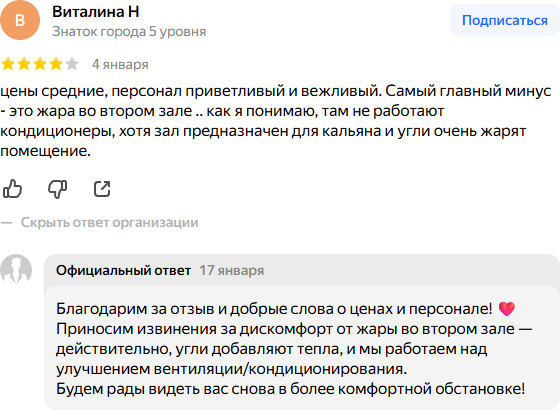 В
Виталина Н
Знаток города 5 уровня
Подписаться
4 января
цены средние, персонал приветливый и вежливый. Самый главный минус
- это жара во втором зале .. как я понимаю, там не работают
кондиционеры, хотя зал предназначен для кальяна и угли очень жарят
помещение.
— Скрыть ответ организации
Официальный ответ 17 января
Благодарим за отзыв и добрые слова о ценах и персонале! ❤️
Приносим извинения за дискомфорт от жары во втором зале —
действительно, угли добавляют тепла, и мы работаем над
улучшением вентиляции/кондиционирования.
Будем рады видеть вас снова в более комфортной обстановке!